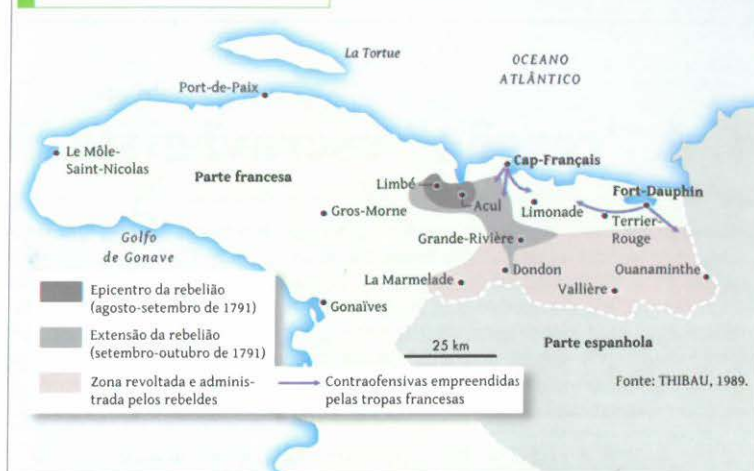 La Tortue
OCEANO
ATLÂNTICO
Port-de-Paix
Le Môle-
Saint-Nicolas
Parte francesa
Cap-Français
Limbé
Acul
Limonade
Fort-Dauphin
Terrier-
Rouge
Gros-Morne
Grande-Rivière
Golfo
de Gonave
La Marmelade
Dondon
Vallière
Ouanaminthe
Gonaïves
25 km
Parte espanhola
Epicentro da rebelião
(agosto-setembro de 1791)
Extensão da rebelião
(setembro-outubro de 1791)
Zona revoltada e adminis-
trada pelos rebeldes
Contraofensivas empreendidas
pelas tropas francesas
Fonte: THIBAU, 1989.